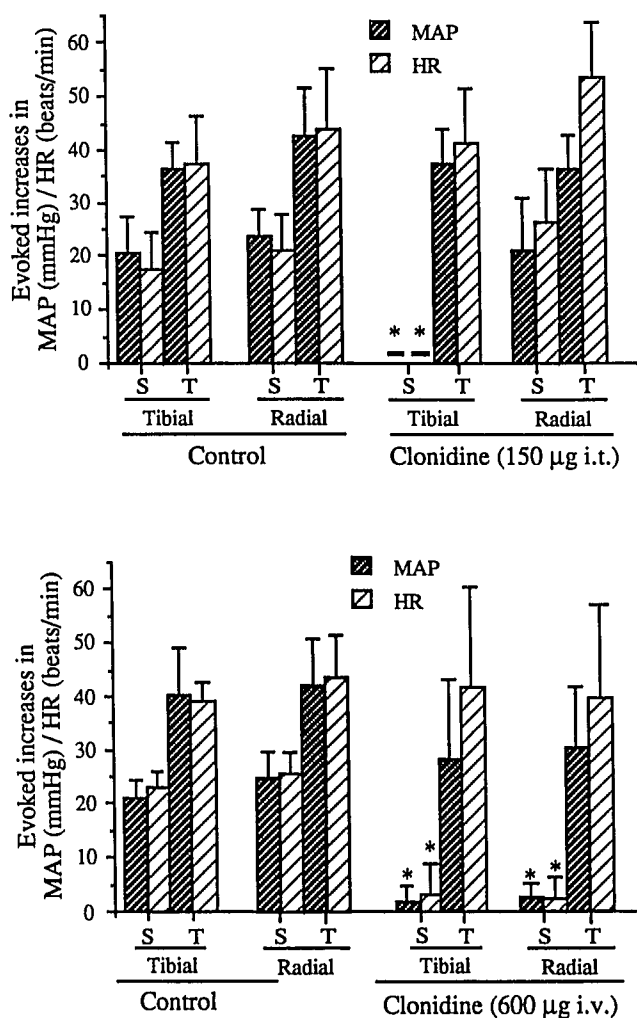 MAP
HR
Evoked increases in
MAP (mmHg) / HR (beats/min)
60
50
40
30
20
10
0
* *
S T S T S T S T
Tibial Radial Tibial Radial
Control Clonidine (150 µg i.t.)
MAP
HR
Evoked increases in
MAP (mmHg) / HR (beats/min)
60
50
40
30
20
10
0
* * * *
S T S T S T S T
Tibial Radial Tibial Radial
Control Clonidine (600 µg i.v.)